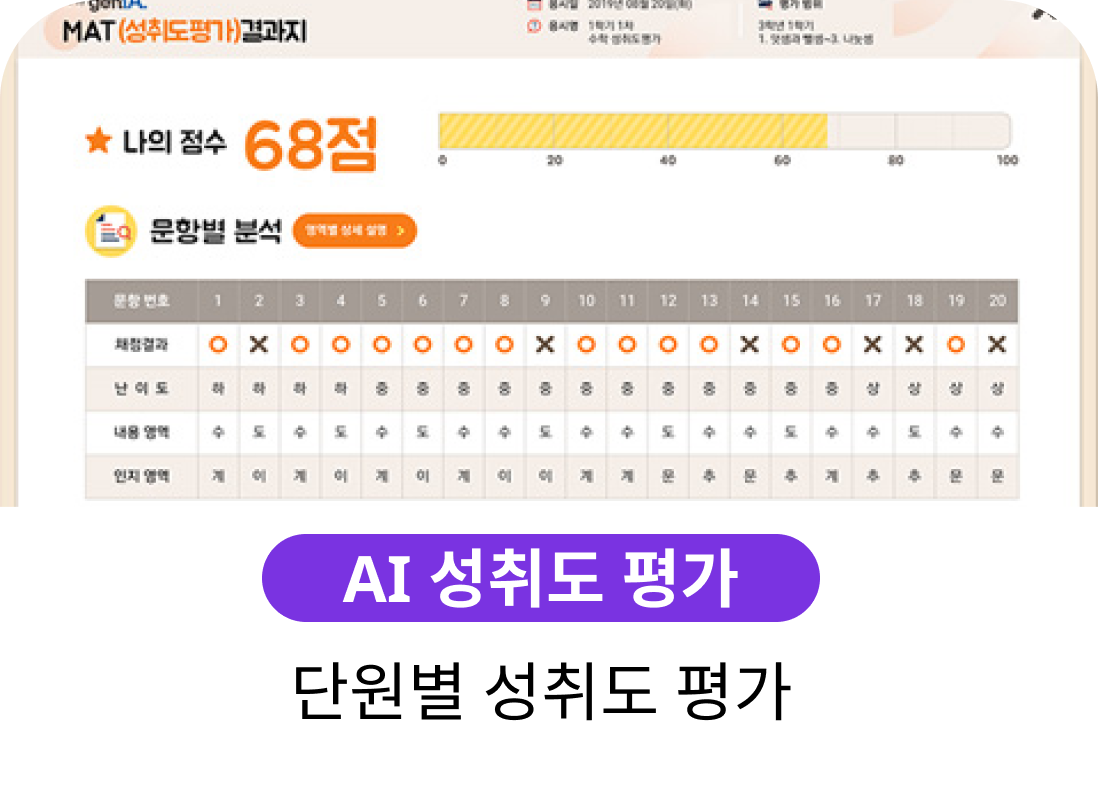 genIA.
MAT (성취도평가)결과지
응시일 2019년 08월 20일(화)
응시명 1학기 1차
수학 성취도평가
평가 범위
3학년 1학기
1. 덧셈과 뺄셈~3. 나눗셈
나의 점수 68점
0 20 40 60 80 100
문항별 분석 영역별 상세 설명 >
문항 번호 1 2 3 4 5 6 7 8 9 10 11 12 13 14 15 16 17 18 19 20
채점결과 O X O O O O O O X O O O O X O O X X O X
난 이 도 하 하 하 하 중 중 중 중 중 중 중 중 중 중 중 중 상 상 상 상
내용 영역 수 도 수 도 수 도 수 수 도 수 수 도 수 수 도 수 수 도 수 수
인지 영역 계 이 계 이 계 이 계 이 이 계 계 문 추 문 추 계 추 추 문 문
AI 성취도 평가
단원별 성취도 평가